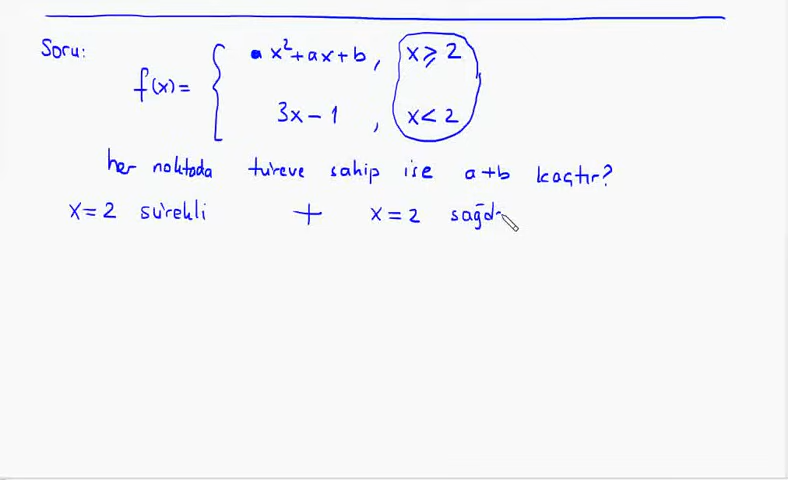 Soru:
f(x)= { ax²+ax+b, x⩾2
3x-1, x<2
her noktada türeve sahip ise a+b kaçtır?
x=2 sürekli + x=2 sağd